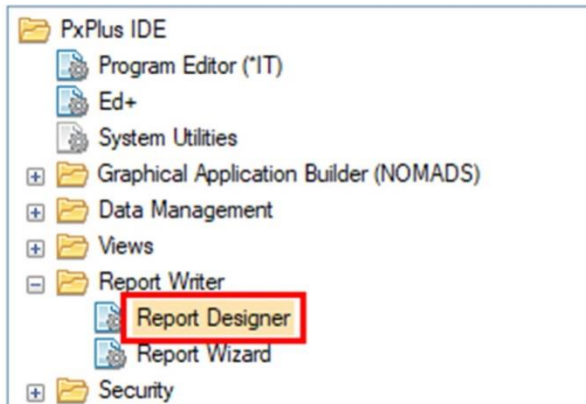 PxPlus IDE
Program Editor (*IT)
Ed+
System Utilities
Graphical Application Builder (NOMADS)
Data Management
Views
Report Writer
Report Designer
Report Wizard
Security